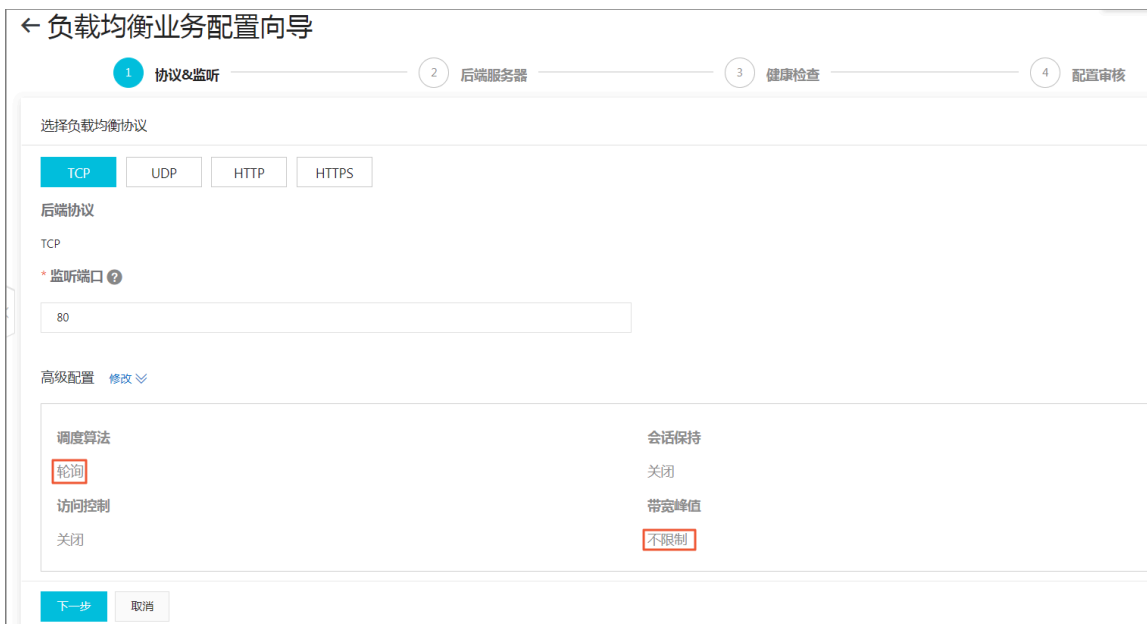 ←负载均衡业务配置向导
1 协议&监听 2 后端服务器 3 健康检查 4 配置审核
选择负载均衡协议
TCP UDP HTTP HTTPS
后端协议
TCP
* 监听端口 ?
80
高级配置 修改
调度算法 会话保持
轮询 关闭
访问控制 带宽峰值
关闭 不限制
下一步 取消